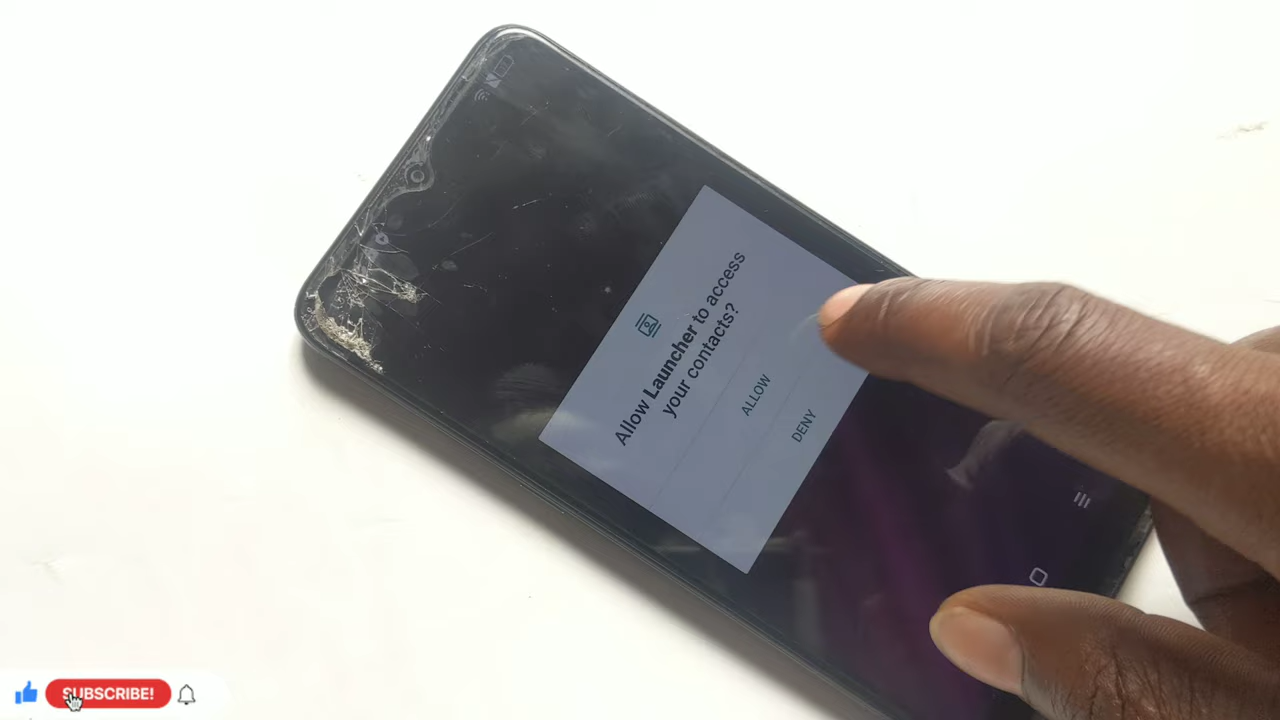 Allow Launcher to access
your contacts?
ALLOW
DENY
SUBSCRIBE!